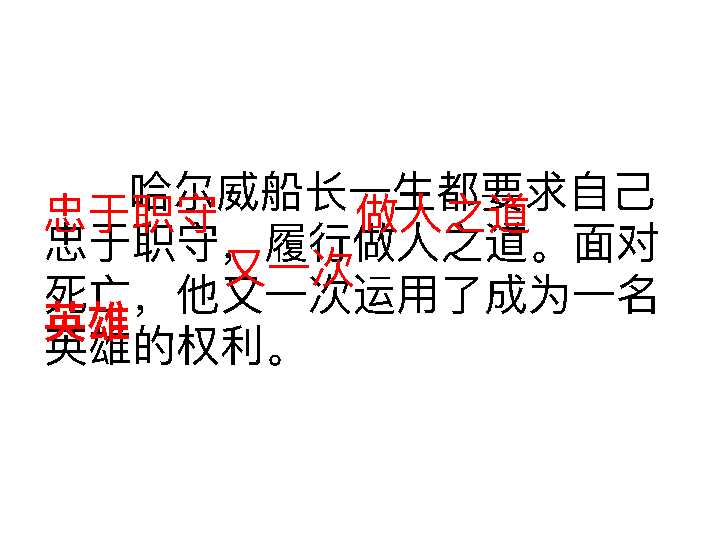 哈尔威船长一生都要求自己
忠于职守 做人之道
忠于职守，履行做人之道。面对
又一次
死亡，他又一次运用了成为一名
英雄
英雄的权利。